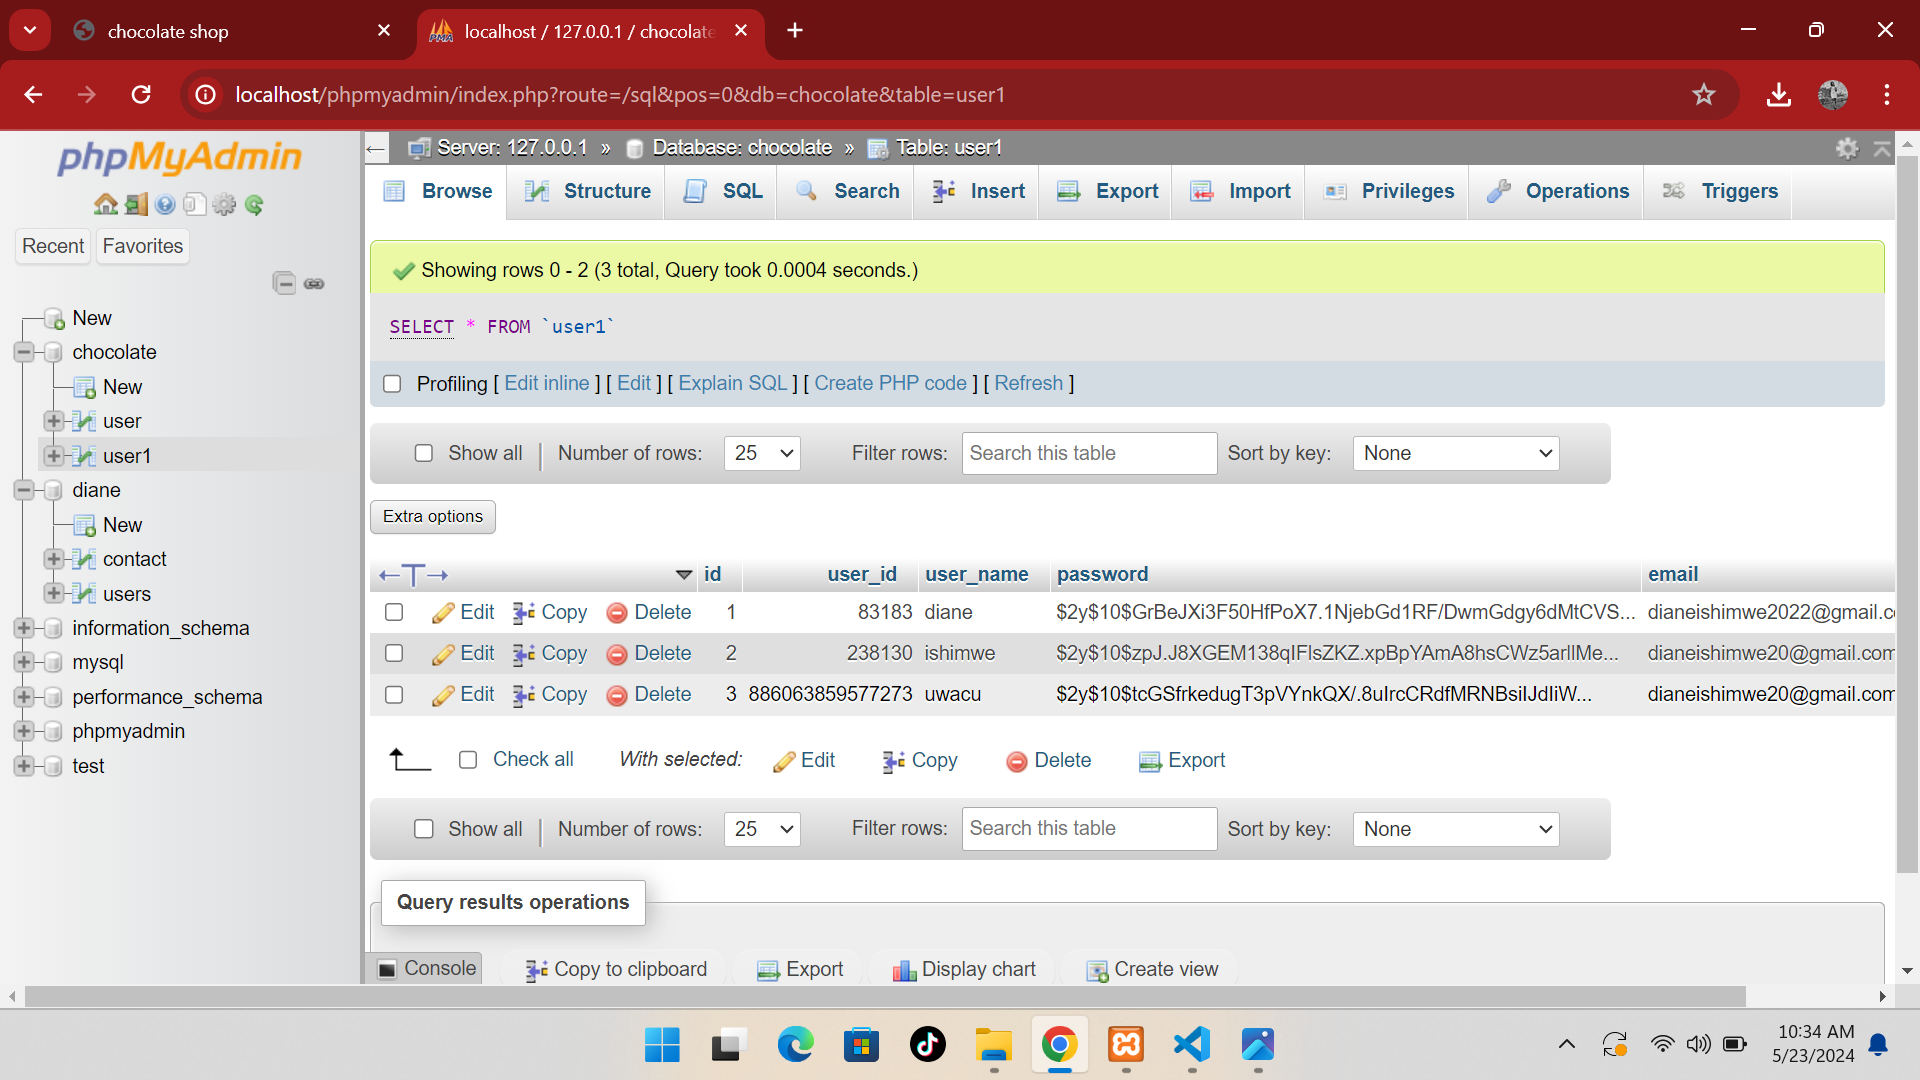 chocolate shop
localhost / 127.0.0.1 / chocolate
localhost/phpmyadmin/index.php?route=/sql&pos=0&db=chocolate&table=user1
phpMyAdmin
Recent
Favorites
New
chocolate
New
user
user1
diane
New
contact
users
information_schema
mysql
performance_schema
phpmyadmin
test
Server: 127.0.0.1 » Database: chocolate » Table: user1
Browse Structure SQL Search Insert Export Import Privileges Operations Triggers
Showing rows 0 - 2 (3 total, Query took 0.0004 seconds.)
SELECT * FROM `user1`
Profiling [ Edit inline ] [ Edit ] [ Explain SQL ] [ Create PHP code ] [ Refresh ]
Show all Number of rows: 25 Filter rows: Search this table Sort by key: None
Extra options
id user_id user_name password email
Edit Copy Delete 1 83183 diane $2y$10$GrBeJXi3F50HfPoX7.1NjebGd1RF/DwmGdgy6dMtCVS... dianeishimwe2022@gmail.co
Edit Copy Delete 2 238130 ishimwe $2y$10$zpJ.J8XGEM138qIFlsZKZ.xpBpYAmA8hsCWz5arllMe... dianeishimwe20@gmail.com
Edit Copy Delete 3 886063859577273 uwacu $2y$10$tcGSfrkedugT3pVYnkQX/.8uIrcCRdfMRNBsiIJdIiW... dianeishimwe20@gmail.com
Check all With selected: Edit Copy Delete Export
Show all Number of rows: 25 Filter rows: Search this table Sort by key: None
Query results operations
Console Copy to clipboard Export Display chart Create view
10:34 AM
5/23/2024